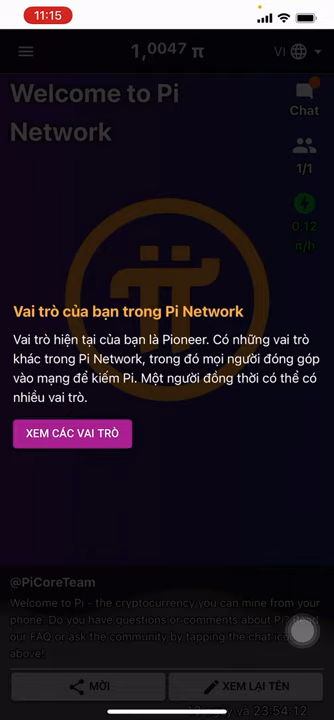 11:15
1,0047 π
VI
Welcome to Pi
Network
Chat
1/1
0,12
π/h
Vai trò của bạn trong Pi Network
Vai trò hiện tại của bạn là Pioneer. Có những vai trò
khác trong Pi Network, trong đó mọi người đóng góp
vào mạng để kiếm Pi. Một người đồng thời có thể có
nhiều vai trò.
XEM CÁC VAI TRÒ
@PiCoreTeam
Welcome to Pi - the cryptocurrency you can mine from your
phone. Do you have questions or comments about Pi?
our FAQ or ask the community by tapping the chat
above!
MỜI
XEM LẠI TÊN
và 23:54:12